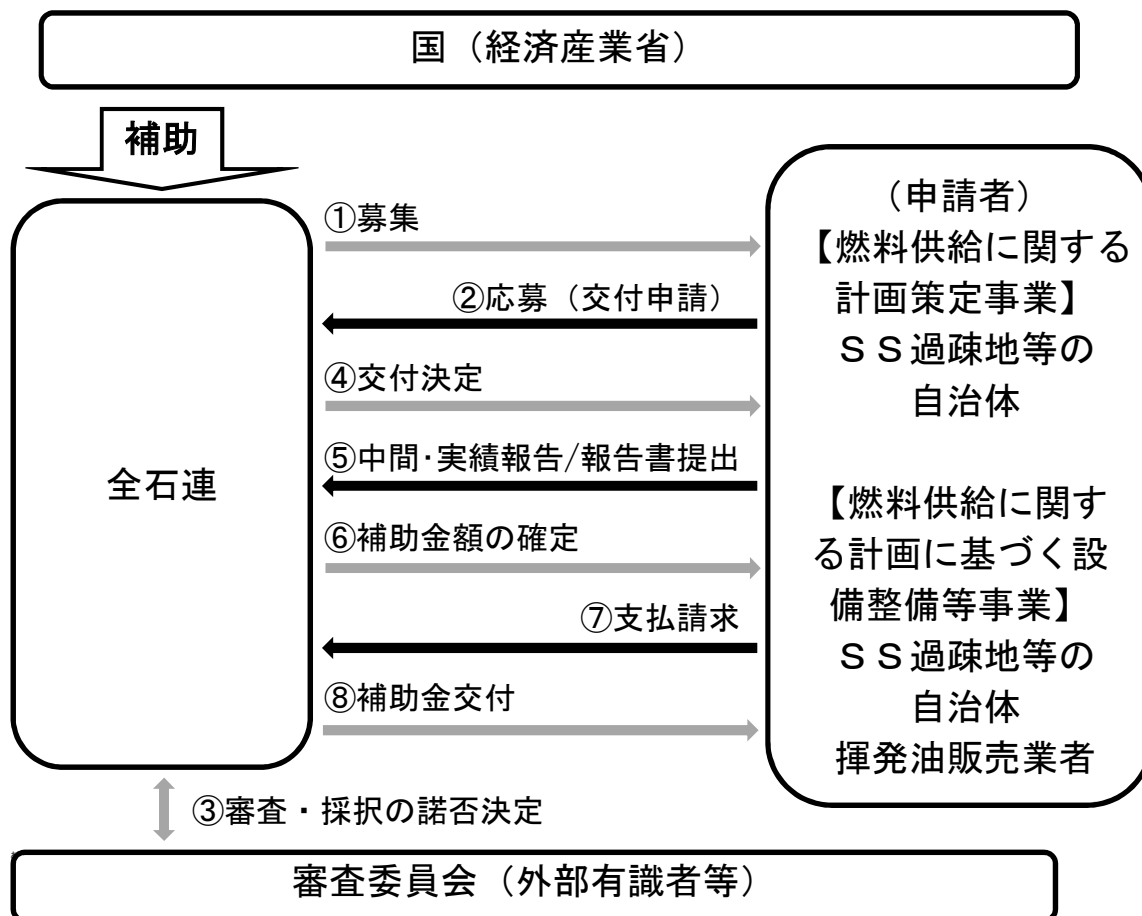 国（経済産業省）
補助
全石連
①募集
②応募（交付申請）
④交付決定
⑤中間･実績報告/報告書提出
⑥補助金額の確定
⑦支払請求
⑧補助金交付
（申請者）
【燃料供給に関する
計画策定事業】
ＳＳ過疎地等の
自治体
【燃料供給に関す
る計画に基づく設
備整備等事業】
ＳＳ過疎地等の
自治体
揮発油販売業者
③審査・採択の諾否決定
審査委員会（外部有識者等）